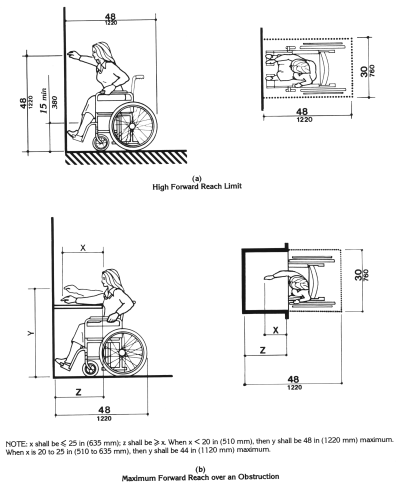 48
1220
48
1220
15 min
380
30
760
48
1220
(a)
High Forward Reach Limit
X
Y
Z
48
1220
30
760
X
Z
48
1220
NOTE: x shall be ≤ 25 in (635 mm); z shall be ≥ x. When x < 20 in (510 mm), then y shall be 48 in (1220 mm) maximum.
When x is 20 to 25 in (510 to 635 mm), then y shall be 44 in (1120 mm) maximum.
(b)
Maximum Forward Reach over an Obstruction